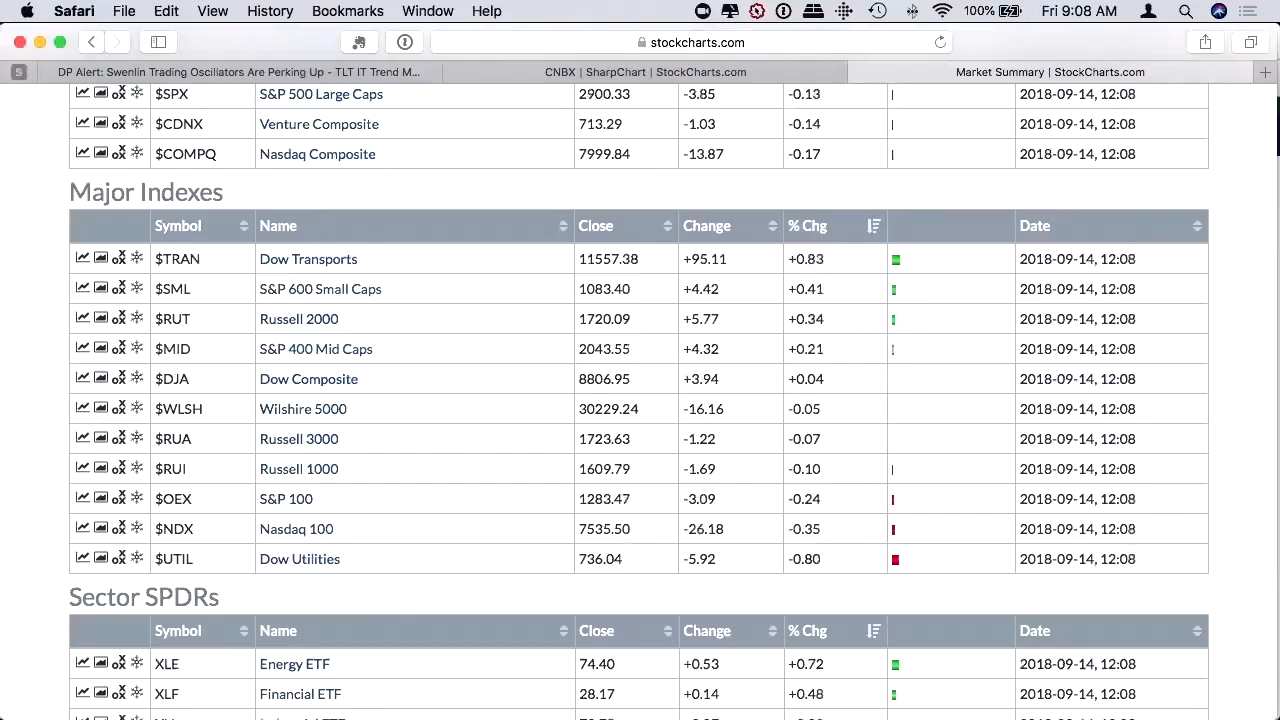 Safari File Edit View History Bookmarks Window Help 100% Fri 9:08 AM
stockcharts.com
S DP Alert: Swenlin Trading Oscillators Are Perking Up - TLT IT Trend M... CNBX | SharpChart | StockCharts.com Market Summary | StockCharts.com
$SPX S&P 500 Large Caps 2900.33 -3.85 -0.13 2018-09-14, 12:08
$CDNX Venture Composite 713.29 -1.03 -0.14 2018-09-14, 12:08
$COMPQ Nasdaq Composite 7999.84 -13.87 -0.17 2018-09-14, 12:08
Major Indexes
Symbol Name Close Change % Chg Date
$TRAN Dow Transports 11557.38 +95.11 +0.83 2018-09-14, 12:08
$SML S&P 600 Small Caps 1083.40 +4.42 +0.41 2018-09-14, 12:08
$RUT Russell 2000 1720.09 +5.77 +0.34 2018-09-14, 12:08
$MID S&P 400 Mid Caps 2043.55 +4.32 +0.21 2018-09-14, 12:08
$DJA Dow Composite 8806.95 +3.94 +0.04 2018-09-14, 12:08
$WLSH Wilshire 5000 30229.24 -16.16 -0.05 2018-09-14, 12:08
$RUA Russell 3000 1723.63 -1.22 -0.07 2018-09-14, 12:08
$RUI Russell 1000 1609.79 -1.69 -0.10 2018-09-14, 12:08
$OEX S&P 100 1283.47 -3.09 -0.24 2018-09-14, 12:08
$NDX Nasdaq 100 7535.50 -26.18 -0.35 2018-09-14, 12:08
$UTIL Dow Utilities 736.04 -5.92 -0.80 2018-09-14, 12:08
Sector SPDRs
Symbol Name Close Change % Chg Date
XLE Energy ETF 74.40 +0.53 +0.72 2018-09-14, 12:08
XLF Financial ETF 28.17 +0.14 +0.48 2018-09-14, 12:08